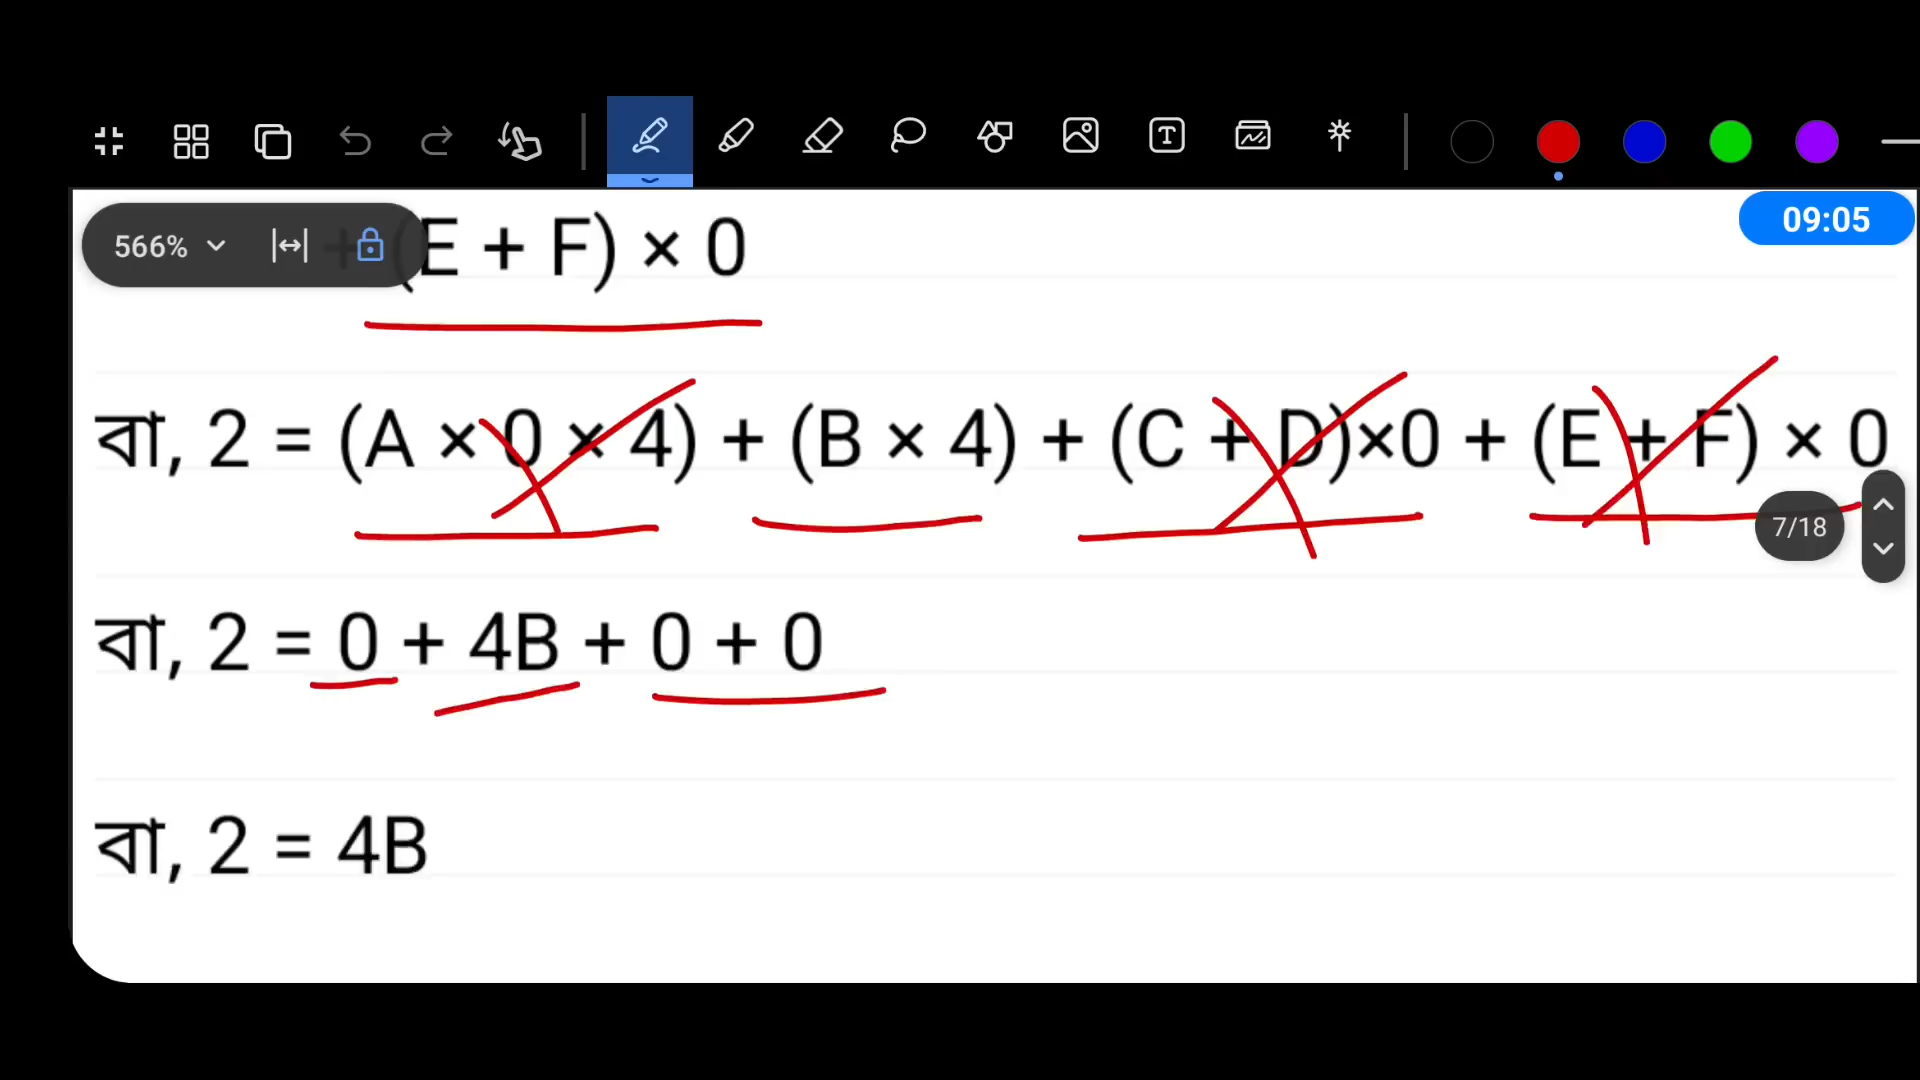 566%
09:05
+ (E + F) × 0
বা, 2 = (A × 0 × 4) + (B × 4) + (C + D)×0 + (E + F) × 0
7/18
বা, 2 = 0 + 4B + 0 + 0
বা, 2 = 4B